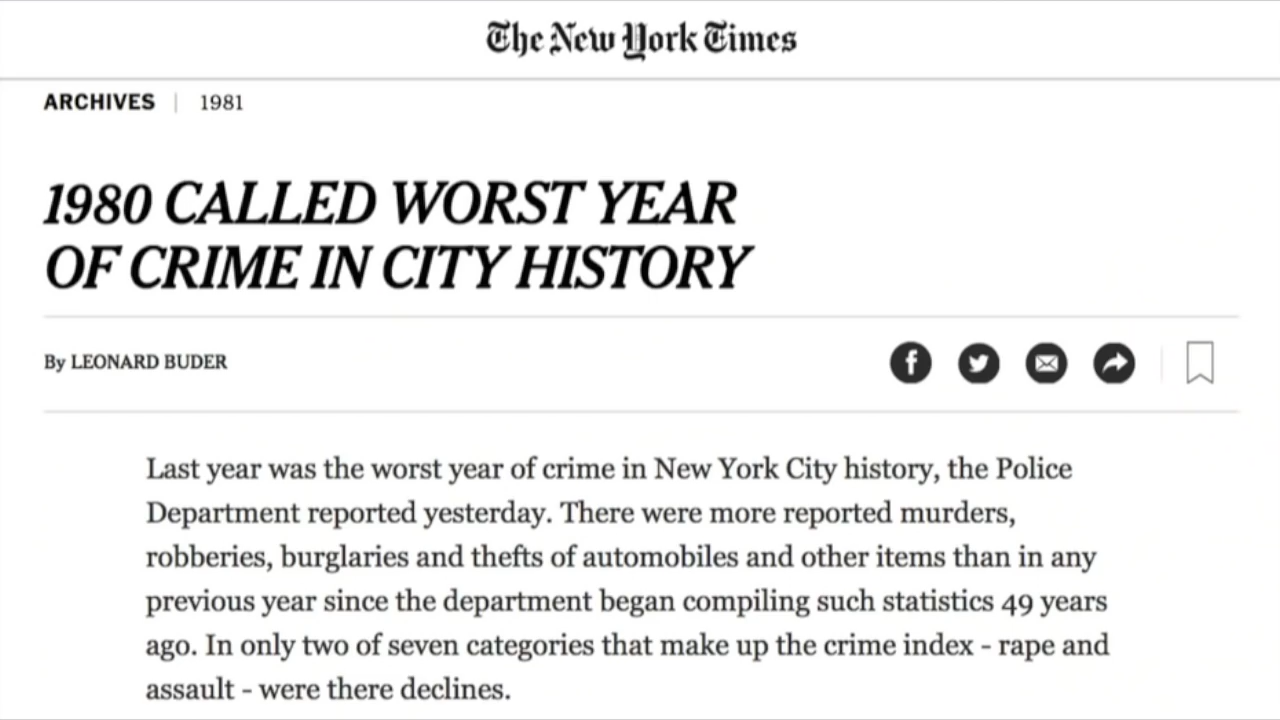 The New York Times
ARCHIVES | 1981
1980 CALLED WORST YEAR
OF CRIME IN CITY HISTORY
By LEONARD BUDER
Last year was the worst year of crime in New York City history, the Police
Department reported yesterday. There were more reported murders,
robberies, burglaries and thefts of automobiles and other items than in any
previous year since the department began compiling such statistics 49 years
ago. In only two of seven categories that make up the crime index - rape and
assault - were there declines.